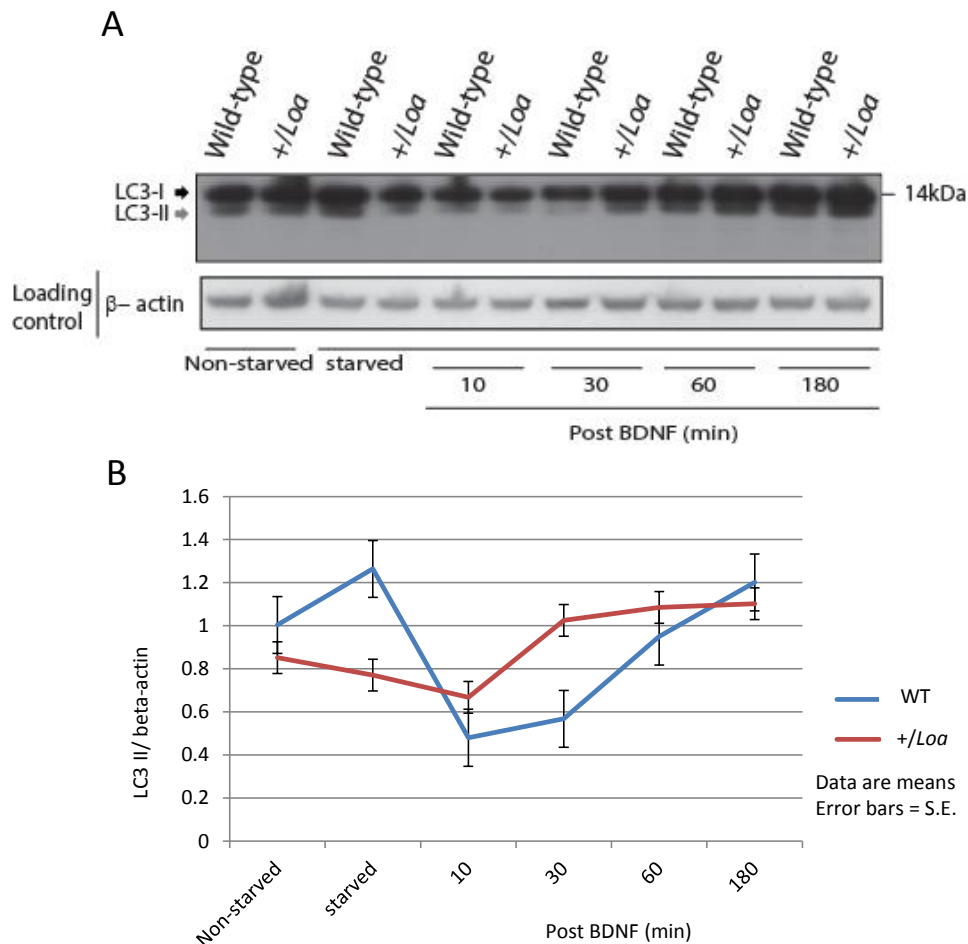 A
Wild-type
+/Loa
Wild-type
+/Loa
Wild-type
+/Loa
Wild-type
+/Loa
Wild-type
+/Loa
Wild-type
+/Loa
LC3-I
LC3-II
14kDa
Loading
control
β– actin
Non-starved
starved
10
30
60
180
Post BDNF (min)
B
1.6
1.4
1.2
1
0.8
0.6
0.4
0.2
0
LC3 II/ beta-actin
Non-starved
starved
10
30
60
180
Post BDNF (min)
WT
+/Loa
Data are means
Error bars = S.E.